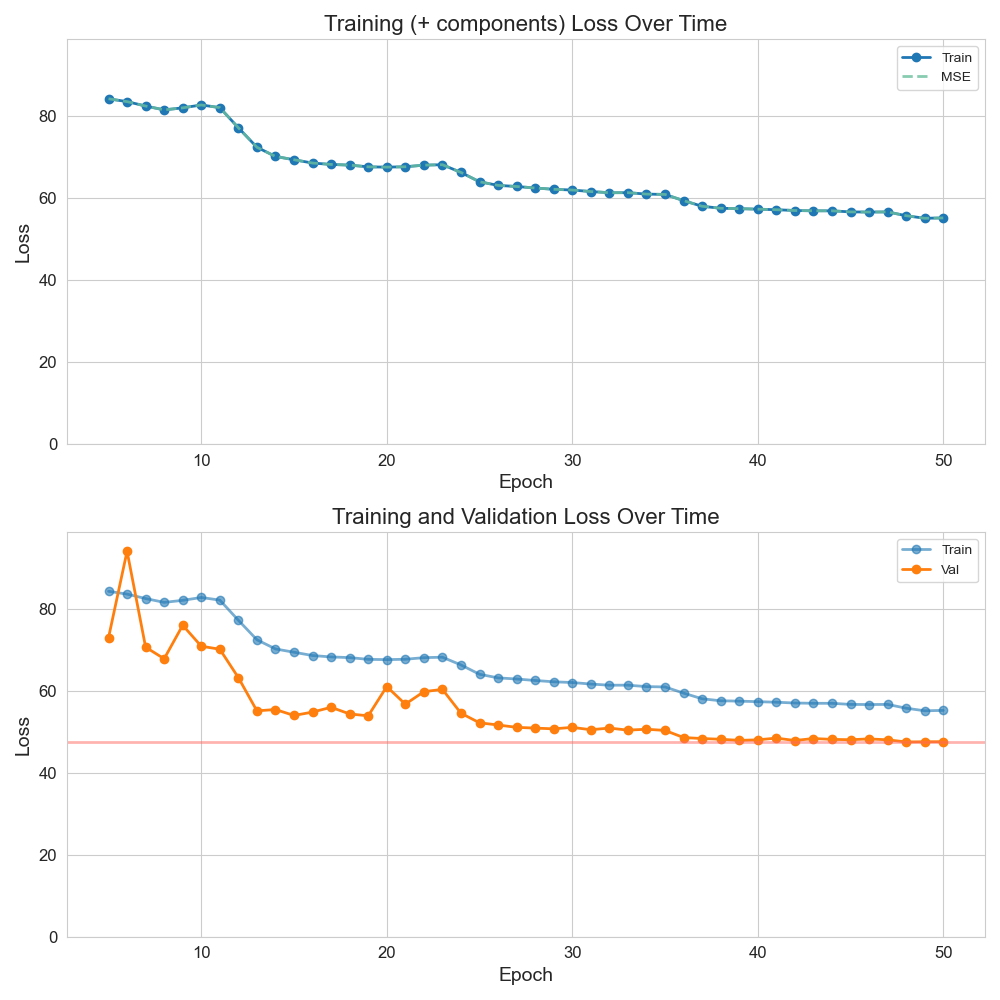 Training (+ components) Loss Over Time
Train
MSE
Loss
80
60
40
20
0
10 20 30 40 50
Epoch
Training and Validation Loss Over Time
Train
Val
Loss
80
60
40
20
0
10 20 30 40 50
Epoch